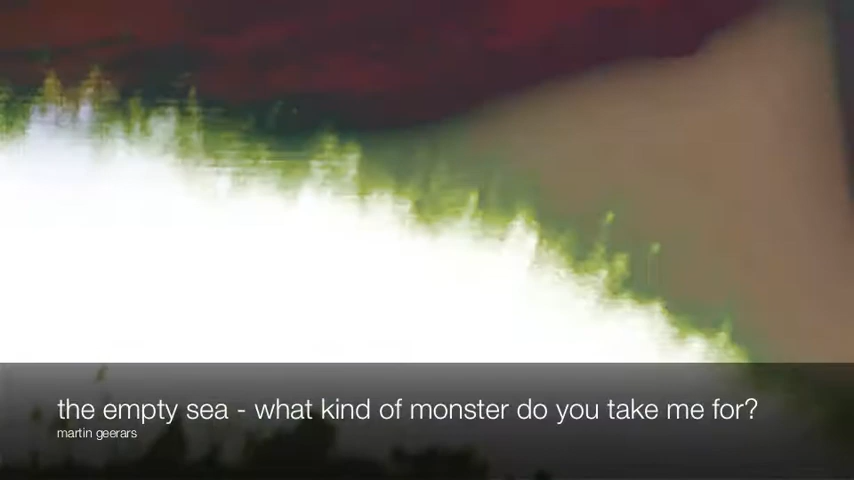 the empty sea - what kind of monster do you take me for?
martin geerars